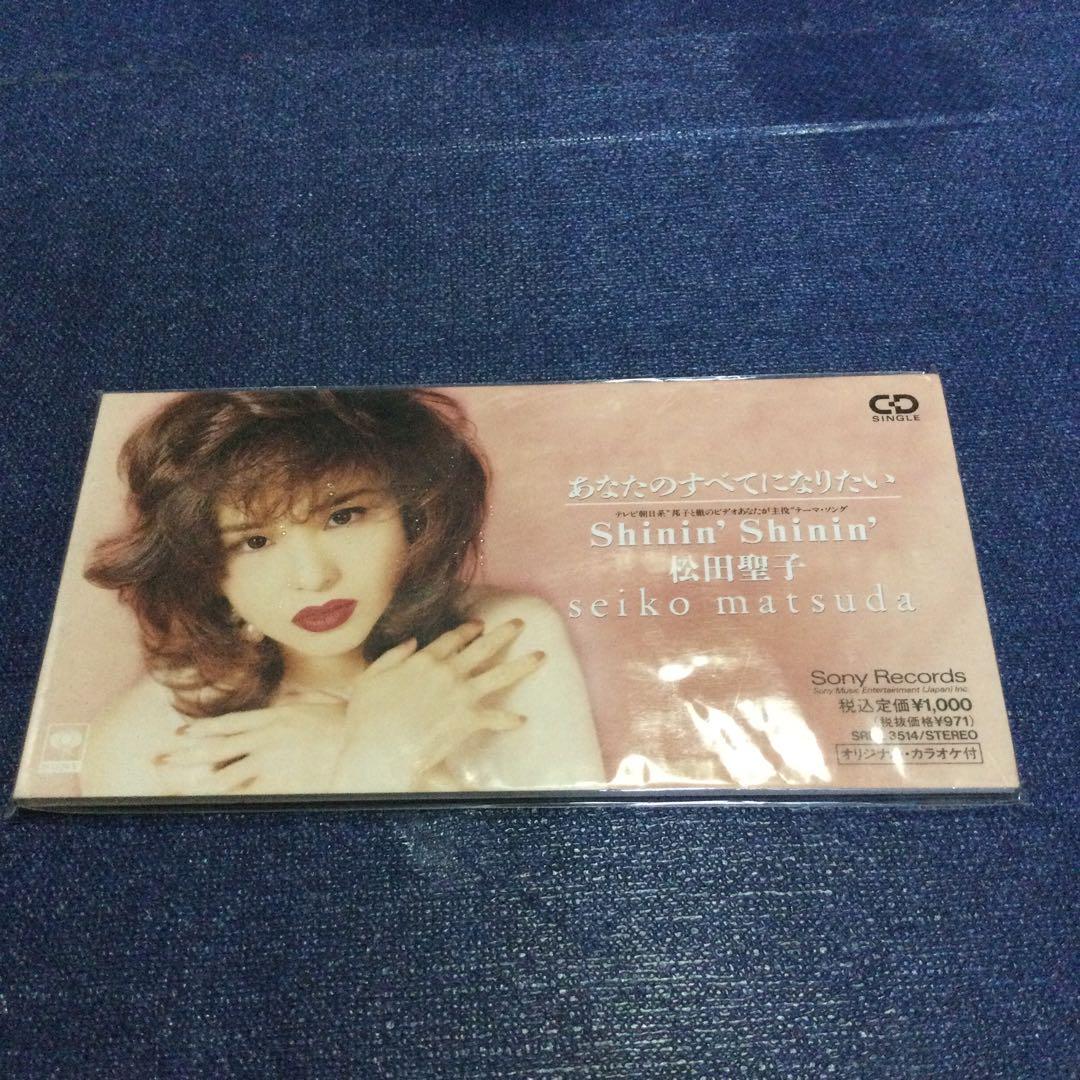 CD
SINGLE
あなたのすべてになりたい
テレビ朝日系"邦子と徹のビデオあなたが主役"テーマ・ソング
Shinin' Shinin'
松田聖子
seiko matsuda
Sony Records
Sony Music Entertainment (Japan) Inc.
税込定価¥1,000
(税抜価格¥971)
3514/STEREO
オリジナル・カラオケ付